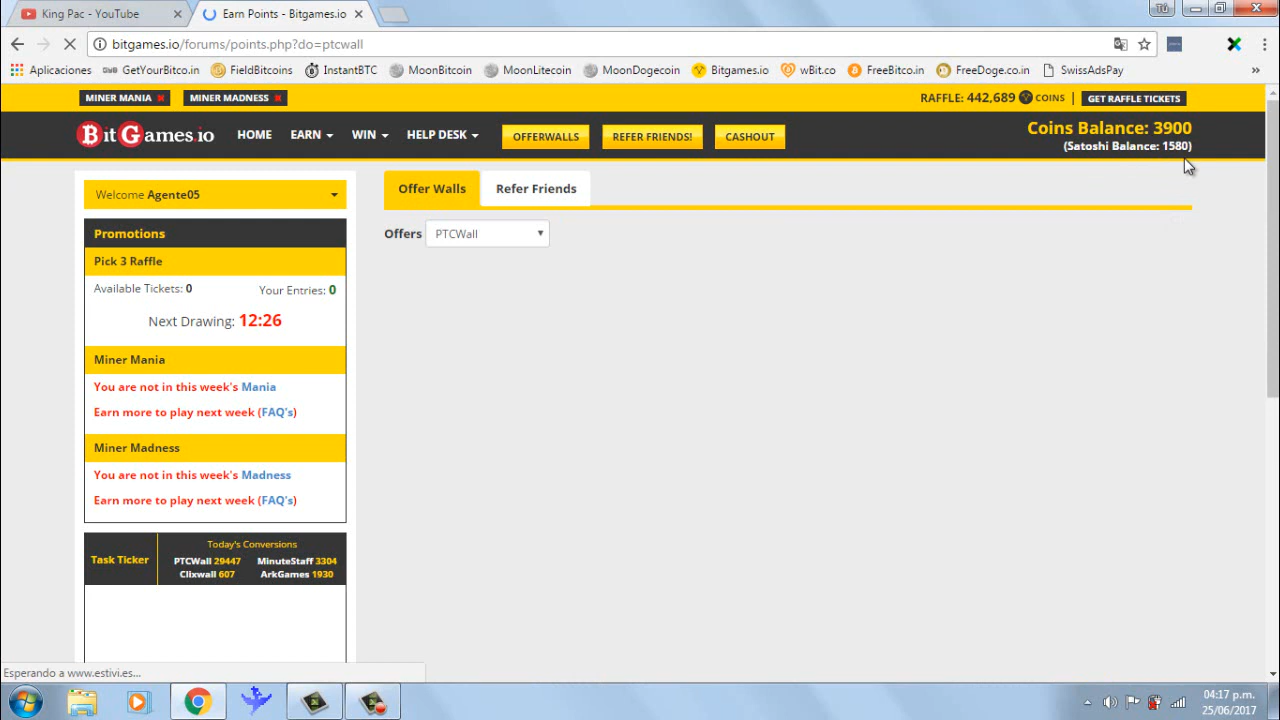 King Pac - YouTube
Earn Points - Bitgames.io
bitgames.io/forums/points.php?do=ptcwall
Aplicaciones GetYourBitco.in FieldBitcoins InstantBTC MoonBitcoin MoonLitecoin MoonDogecoin Bitgames.io wBit.co FreeBitco.in FreeDoge.co.in SwissAdsPay »
MINER MANIA MINER MADNESS RAFFLE: 442,689 COINS | GET RAFFLE TICKETS
BitGames.io HOME EARN WIN HELP DESK OFFERWALLS REFER FRIENDS! CASHOUT
Coins Balance: 3900
(Satoshi Balance: 1580)
Welcome Agente05
Offer Walls Refer Friends
Offers PTCWall
Promotions
Pick 3 Raffle
Available Tickets: 0 Your Entries: 0
Next Drawing: 12:26
Miner Mania
You are not in this week's Mania
Earn more to play next week (FAQ's)
Miner Madness
You are not in this week's Madness
Earn more to play next week (FAQ's)
Task Ticker
Today's Conversions
PTCWall 29447 MinuteStaff 3304
Clixwall 607 ArkGames 1930
Esperando a www.estivi.es...
04:17 p.m.
25/06/2017